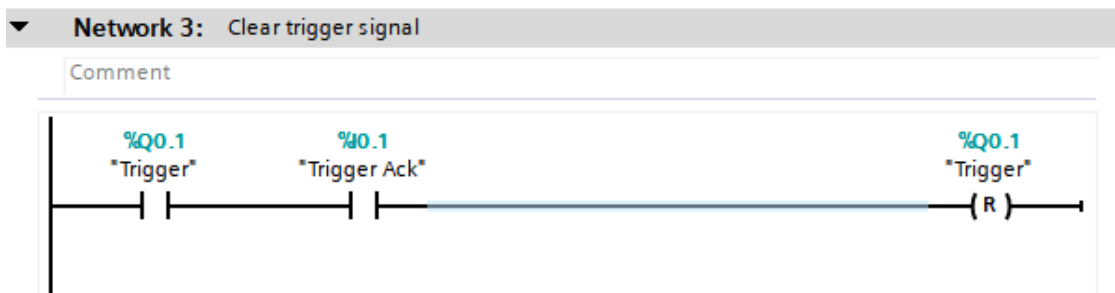 Network 3: Clear trigger signal
Comment
%Q0.1 %I0.1 %Q0.1
"Trigger" "Trigger Ack" "Trigger"
R